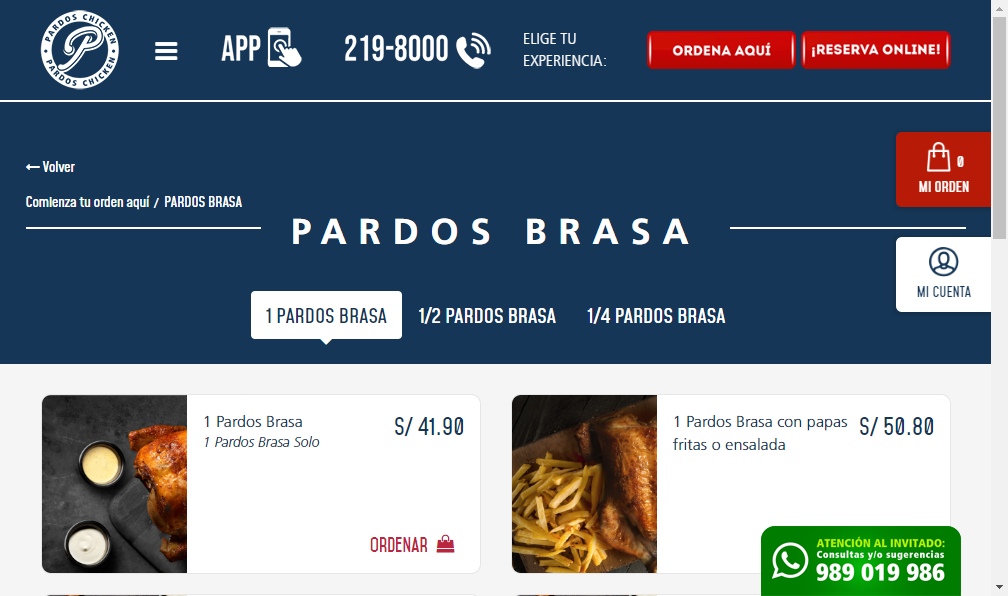 PARDOS CHICKEN
PARDOS CHICKEN
APP
219-8000
ELIGE TU
EXPERIENCIA:
ORDENA AQUÍ
¡RESERVA ONLINE!
0
MI ORDEN
← Volver
Comienza tu orden aquí / PARDOS BRASA
PARDOS BRASA
MI CUENTA
1 PARDOS BRASA
1/2 PARDOS BRASA
1/4 PARDOS BRASA
1 Pardos Brasa
S/ 41.90
1 Pardos Brasa Solo
ORDENAR
1 Pardos Brasa con papas
fritas o ensalada
S/ 50.80
ATENCIÓN AL INVITADO:
Consultas y/o sugerencias
989 019 986